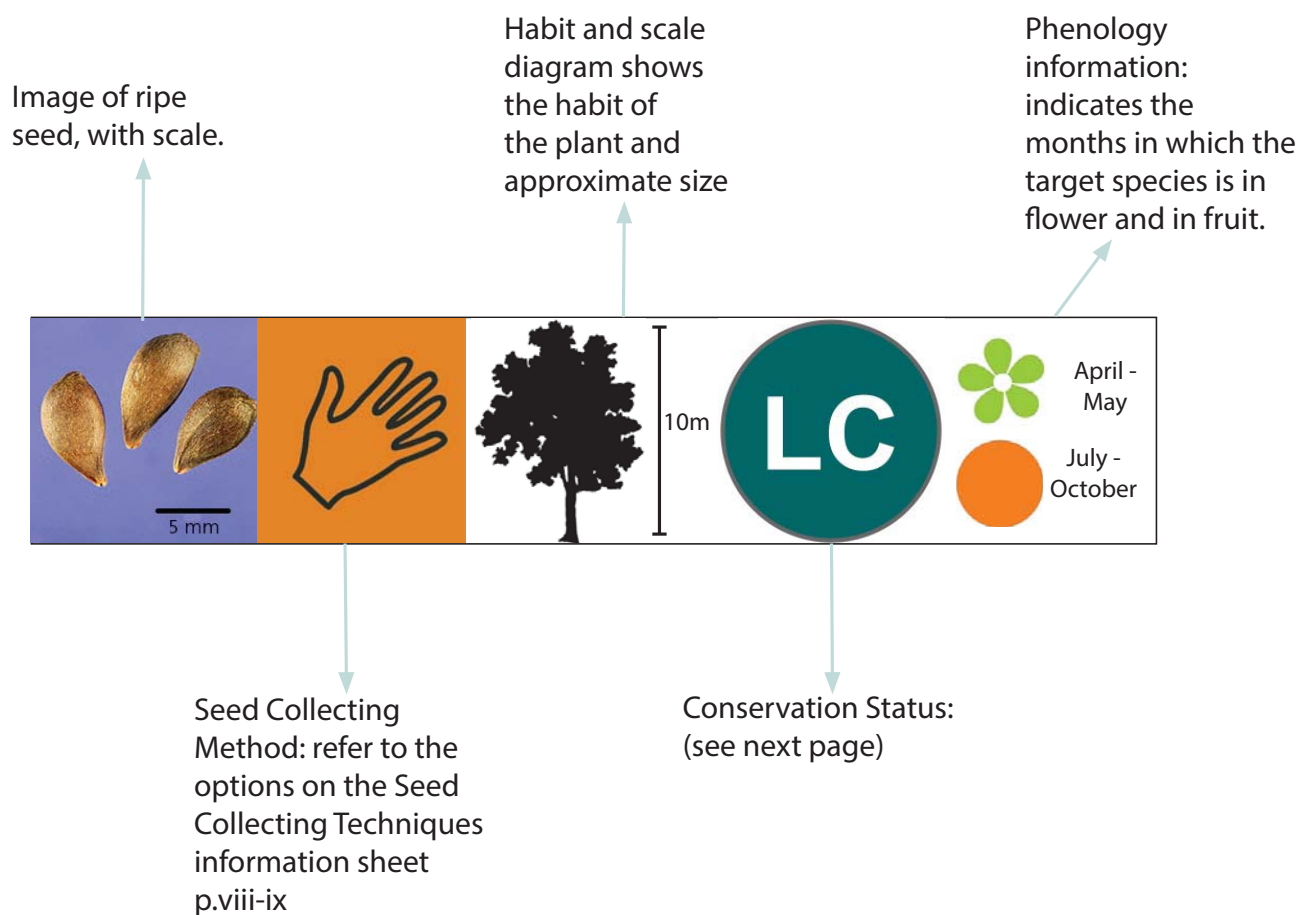 Image of ripe
seed, with scale.
Habit and scale
diagram shows
the habit of
the plant and
approximate size
Phenology
information:
indicates the
months in which the
target species is in
flower and in fruit.
5 mm
10m
LC
April -
May
July -
October
Seed Collecting
Method: refer to the
options on the Seed
Collecting Techniques
information sheet
p.viii-ix
Conservation Status:
(see next page)